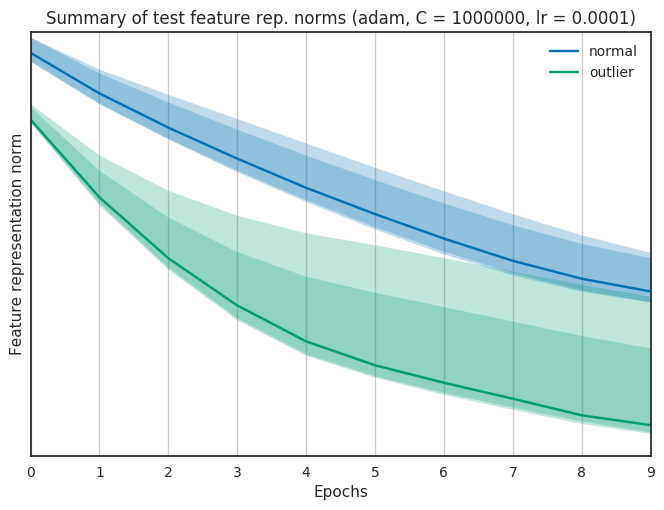 Summary of test feature rep. norms (adam, C = 1000000, lr = 0.0001)
normal
outlier
Feature representation norm
0 1 2 3 4 5 6 7 8 9
Epochs